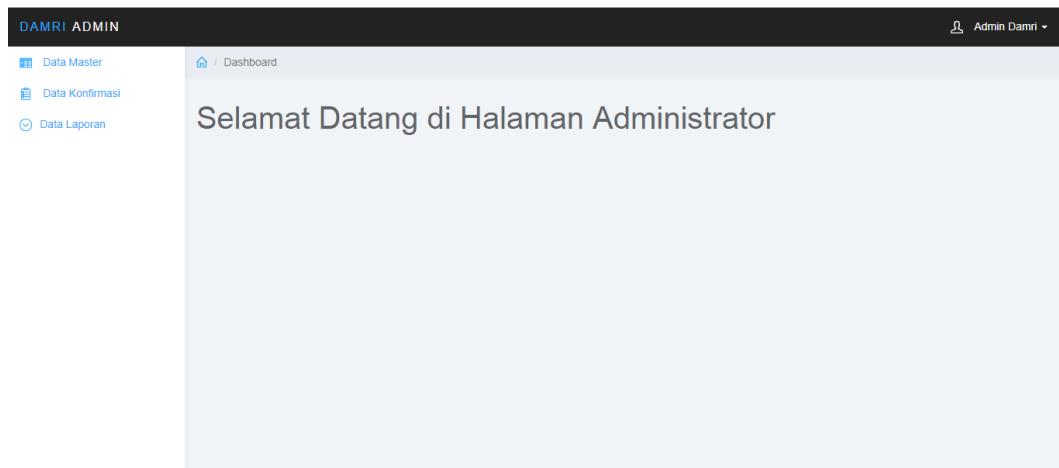 DAMRI ADMIN
Admin Damri
Data Master
/ Dashboard
Data Konfirmasi
Selamat Datang di Halaman Administrator
Data Laporan